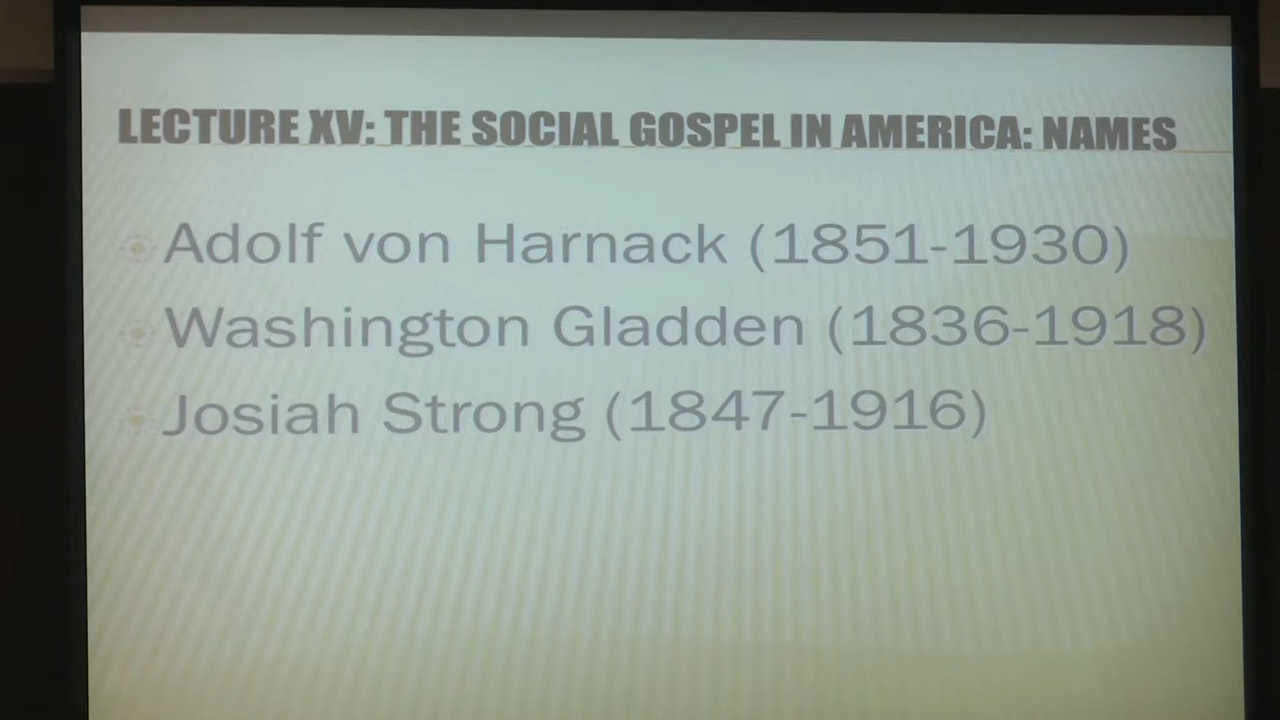 LECTURE XV: THE SOCIAL GOSPEL IN AMERICA: NAMES
Adolf von Harnack (1851-1930)
Washington Gladden (1836-1918)
Josiah Strong (1847-1916)